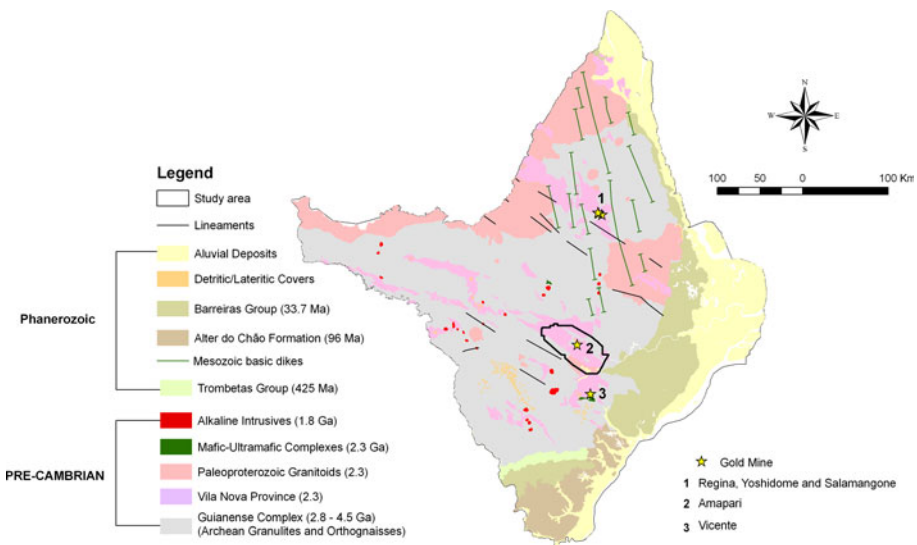 N
W E
S
100 50 25 0 100 Km
Legend
Study area
Lineaments
Phanerozoic
Aluvial Deposits
Detritic/Lateritic Covers
Barreiras Group (33.7 Ma)
Alter do Chão Formation (96 Ma)
Mesozoic basic dikes
Trombetas Group (425 Ma)
PRE-CAMBRIAN
Alkaline Intrusives (1.8 Ga)
Mafic-Ultramafic Complexes (2.3 Ga)
Paleoproterozoic Granitoids (2.3)
Vila Nova Province (2.3)
Guianense Complex (2.8 - 4.5 Ga)
(Archean Granulites and Orthognaisses)
1
2
3
Gold Mine
1 Regina, Yoshidome and Salamangone
2 Amapari
3 Vicente